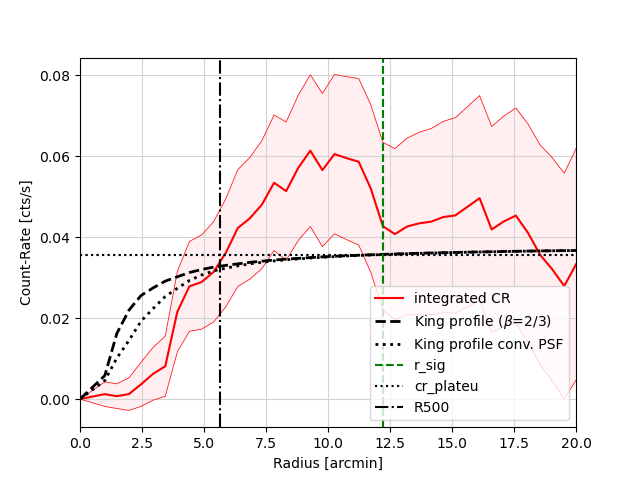 0.08
0.06
0.04
0.02
0.00
Count-Rate [cts/s]
integrated CR
King profile (β=2/3)
King profile conv. PSF
r_sig
cr_plateu
R500
0.0 2.5 5.0 7.5 10.0 12.5 15.0 17.5 20.0
Radius [arcmin]